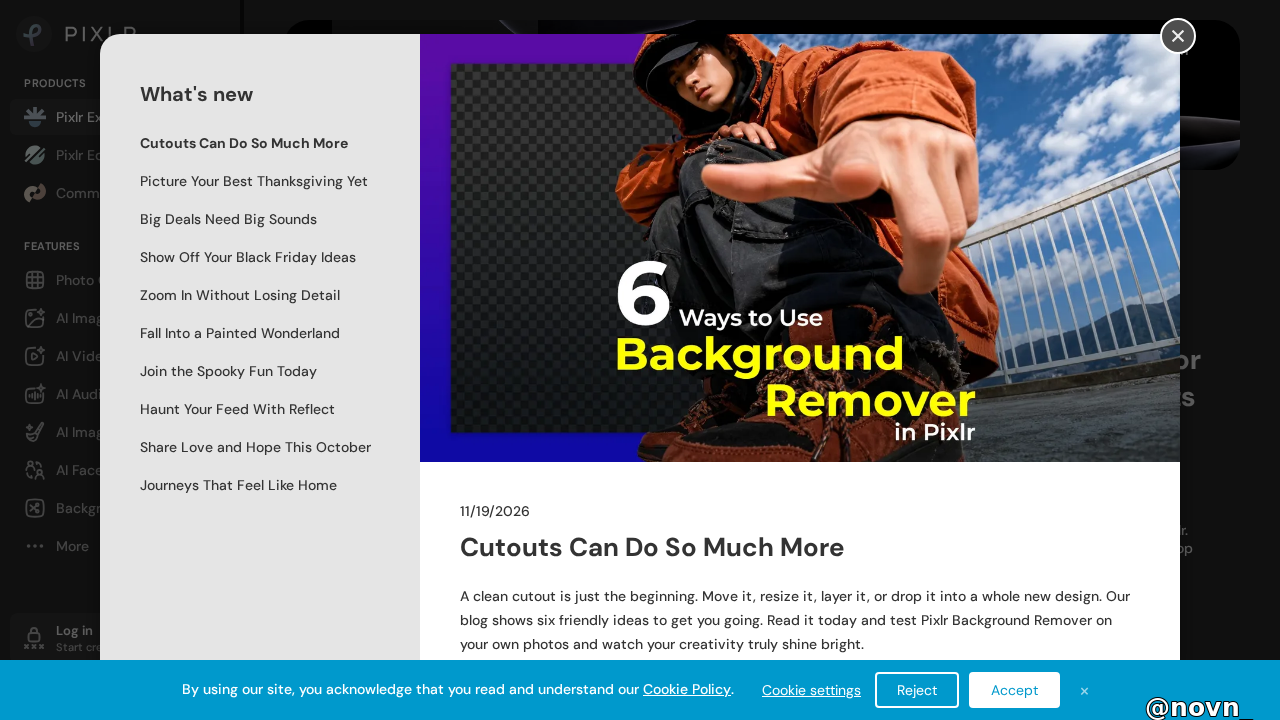 PIXLR
PRODUCTS
Pixlr
Pixlr
FEATURES
Photo
AI
AI
AI
AI
AI Face
More
Log in
Start
What's new
Cutouts Can Do So Much More
Picture Your Best Thanksgiving Yet
Big Deals Need Big Sounds
Show Off Your Black Friday Ideas
Zoom In Without Losing Detail
Fall Into a Painted Wonderland
Join the Spooky Fun Today
Haunt Your Feed With Reflect
Share Love and Hope This October
Journeys That Feel Like Home
6 Ways to Use
Background
Remover
in Pixlr
11/19/2026
Cutouts Can Do So Much More
A clean cutout is just the beginning. Move it, resize it, layer it, or drop it into a whole new design. Our
blog shows six friendly ideas to get you going. Read it today and test Pixlr Background Remover on
your own photos and watch your creativity truly shine bright.
By using our site, you acknowledge that you read and understand our Cookie Policy.
Cookie settings
Reject
Accept
×
@novn_